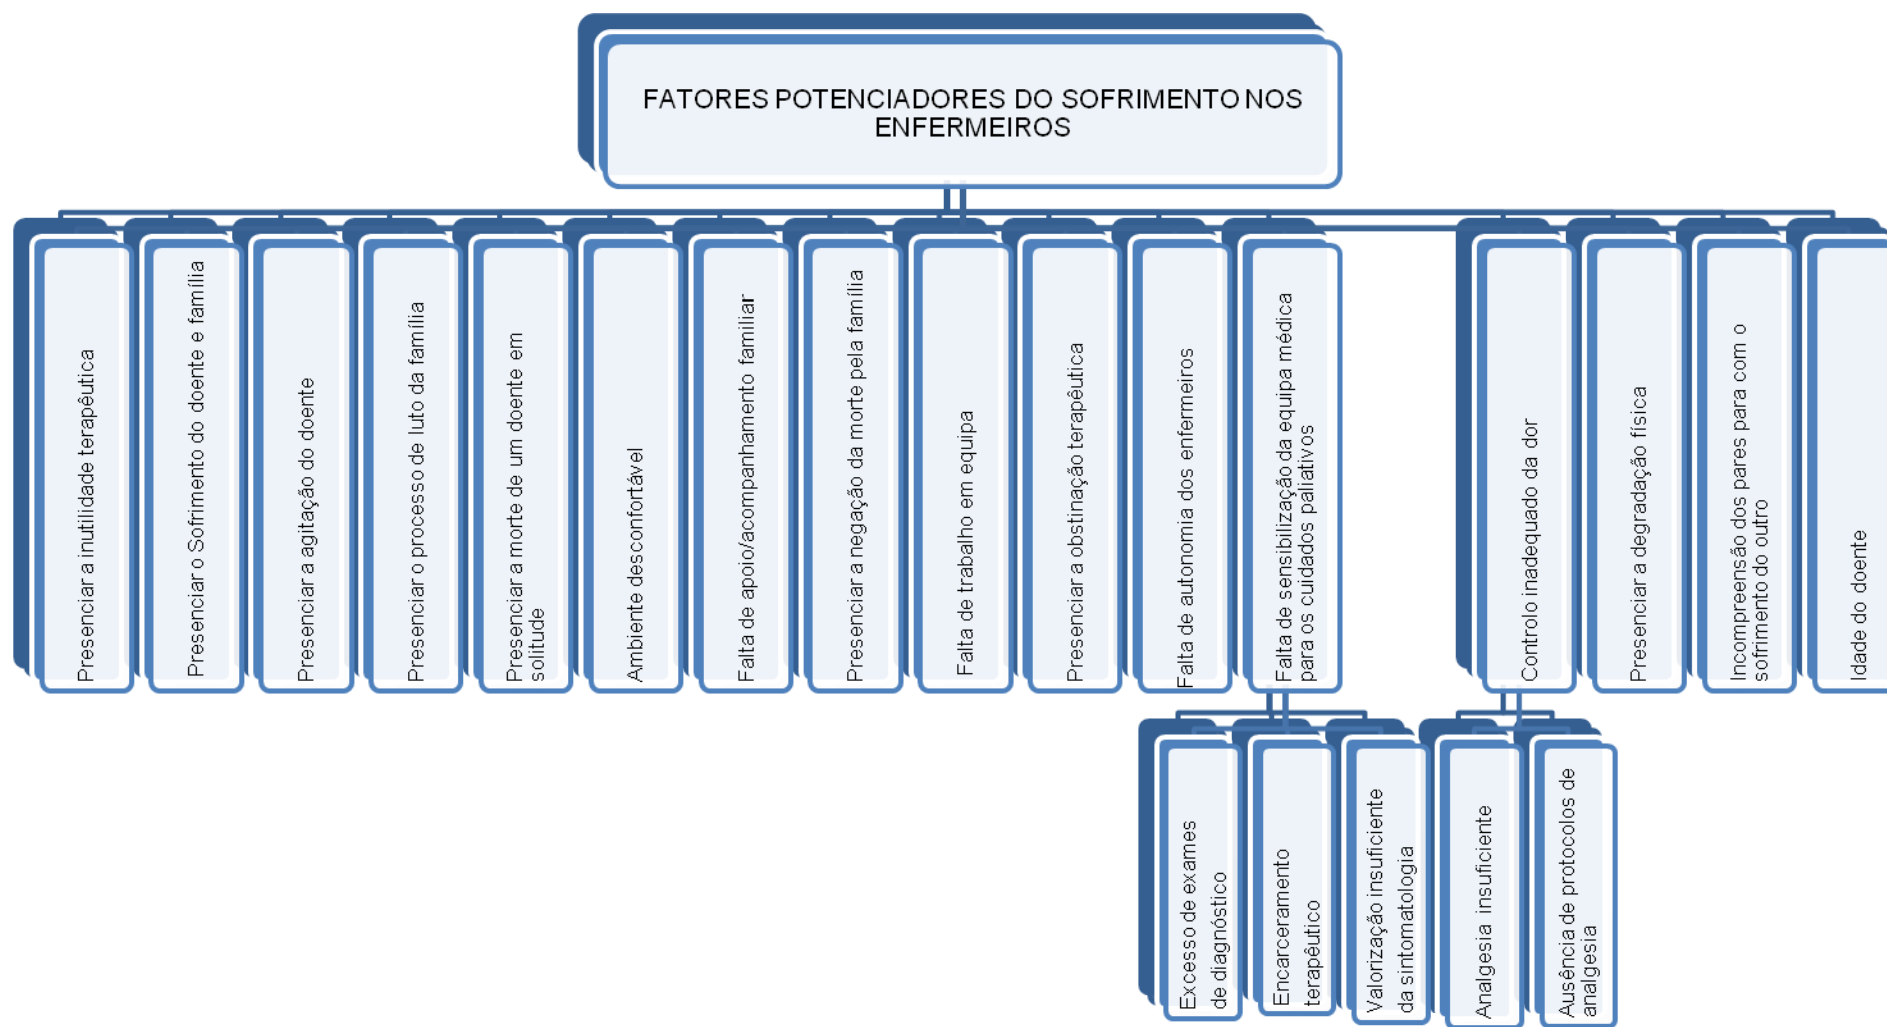 FATORES POTENCIADORES DO SOFRIMENTO NOS
ENFERMEIROS
Presenciar a inutilidade terapêutica
Presenciar o Sofrimento do doente e família
Presenciar a agitação do doente
Presenciar o processo de luto da família
Presenciar a morte de um doente em
solitude
Ambiente desconfortável
Falta de apoio/acompanhamento familiar
Presenciar a negação da morte pela família
Falta de trabalho em equipa
Presenciar a obstinação terapêutica
Falta de autonomia dos enfermeiros
Falta de sensibilização da equipa médica
para os cuidados paliativos
Controlo inadequado da dor
Presenciar a degradação física
Incompreensão dos pares para com o
sofrimento do outro
Idade do doente
Excesso de exames
de diagnóstico
Encarceramento
terapêutico
Valorização insuficiente
da sintomatologia
Analgesia insuficiente
Ausência de protocolos de
analgesia